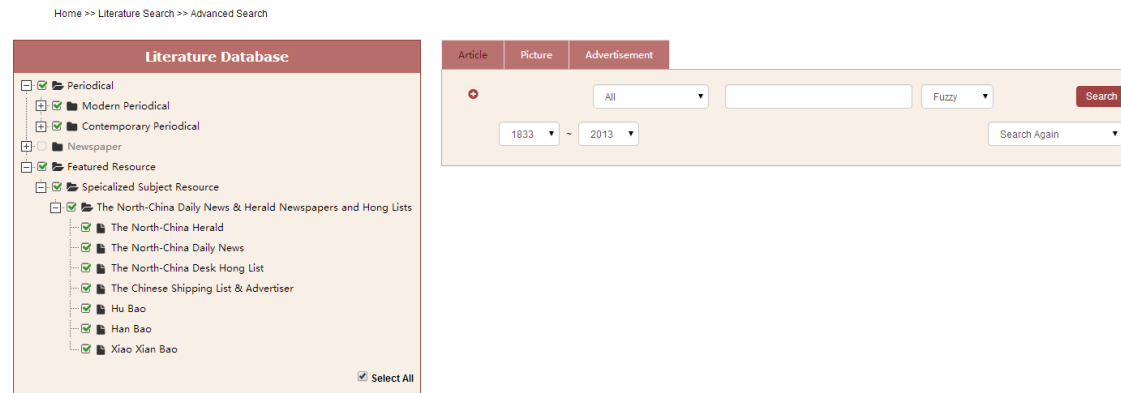 Home >> Literature Search >> Advanced Search
Literature Database
Periodical
Modern Periodical
Contemporary Periodical
Newspaper
Featured Resource
Speicalized Subject Resource
The North-China Daily News & Herald Newspapers and Hong Lists
The North-China Herald
The North-China Daily News
The North-China Desk Hong List
The Chinese Shipping List & Advertiser
Hu Bao
Han Bao
Xiao Xian Bao
Select All
Article Picture Advertisement
All Fuzzy Search
1833 ~ 2013 Search Again